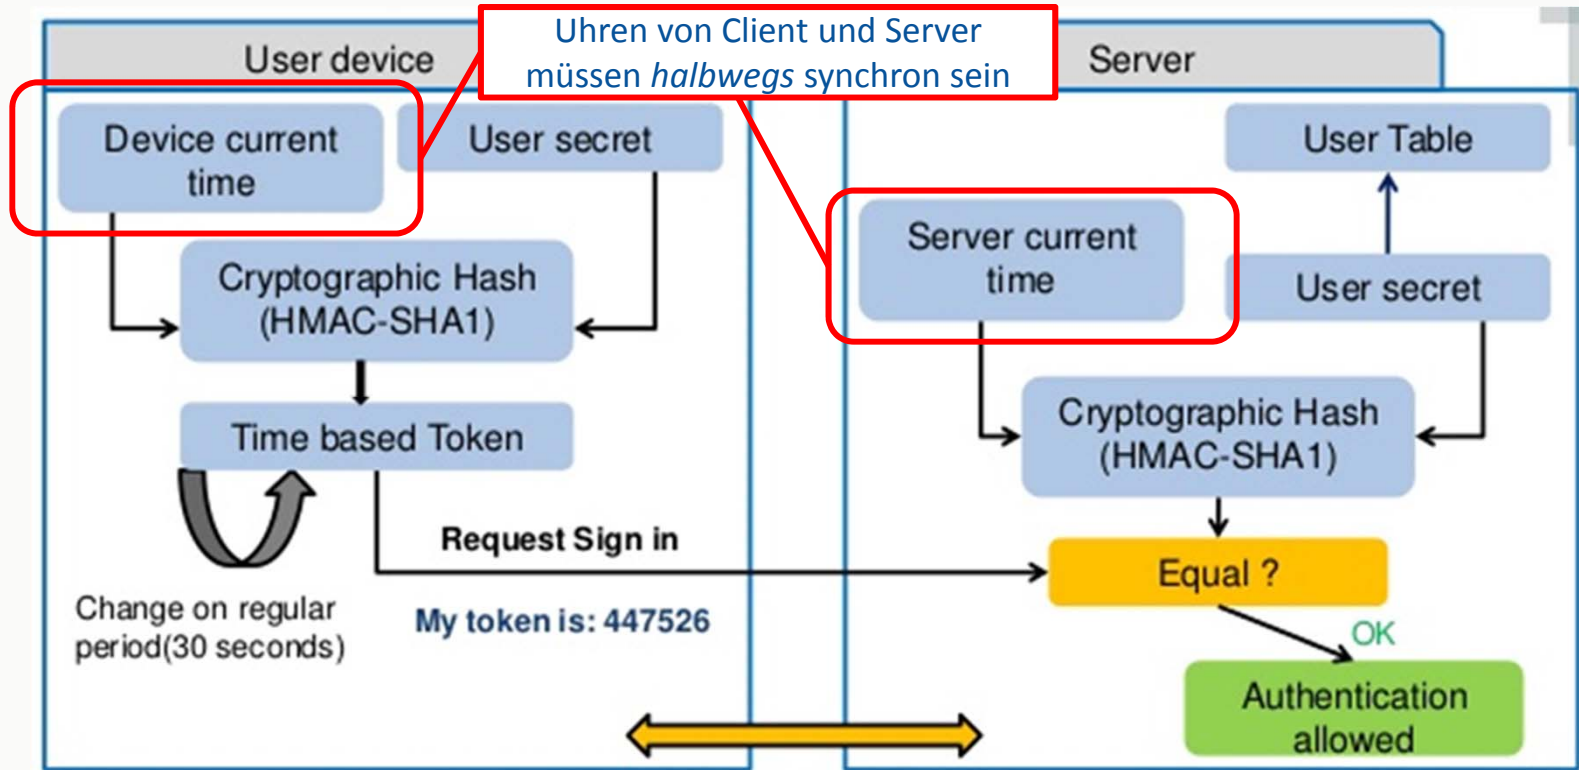 Uhren von Client und Server
müssen halbwegs synchron sein
User device
Server
Device current
time
User secret
Cryptographic Hash
(HMAC-SHA1)
Time based Token
Change on regular
period(30 seconds)
Request Sign in
My token is: 447526
User Table
Server current
time
User secret
Cryptographic Hash
(HMAC-SHA1)
Equal ?
OK
Authentication
allowed